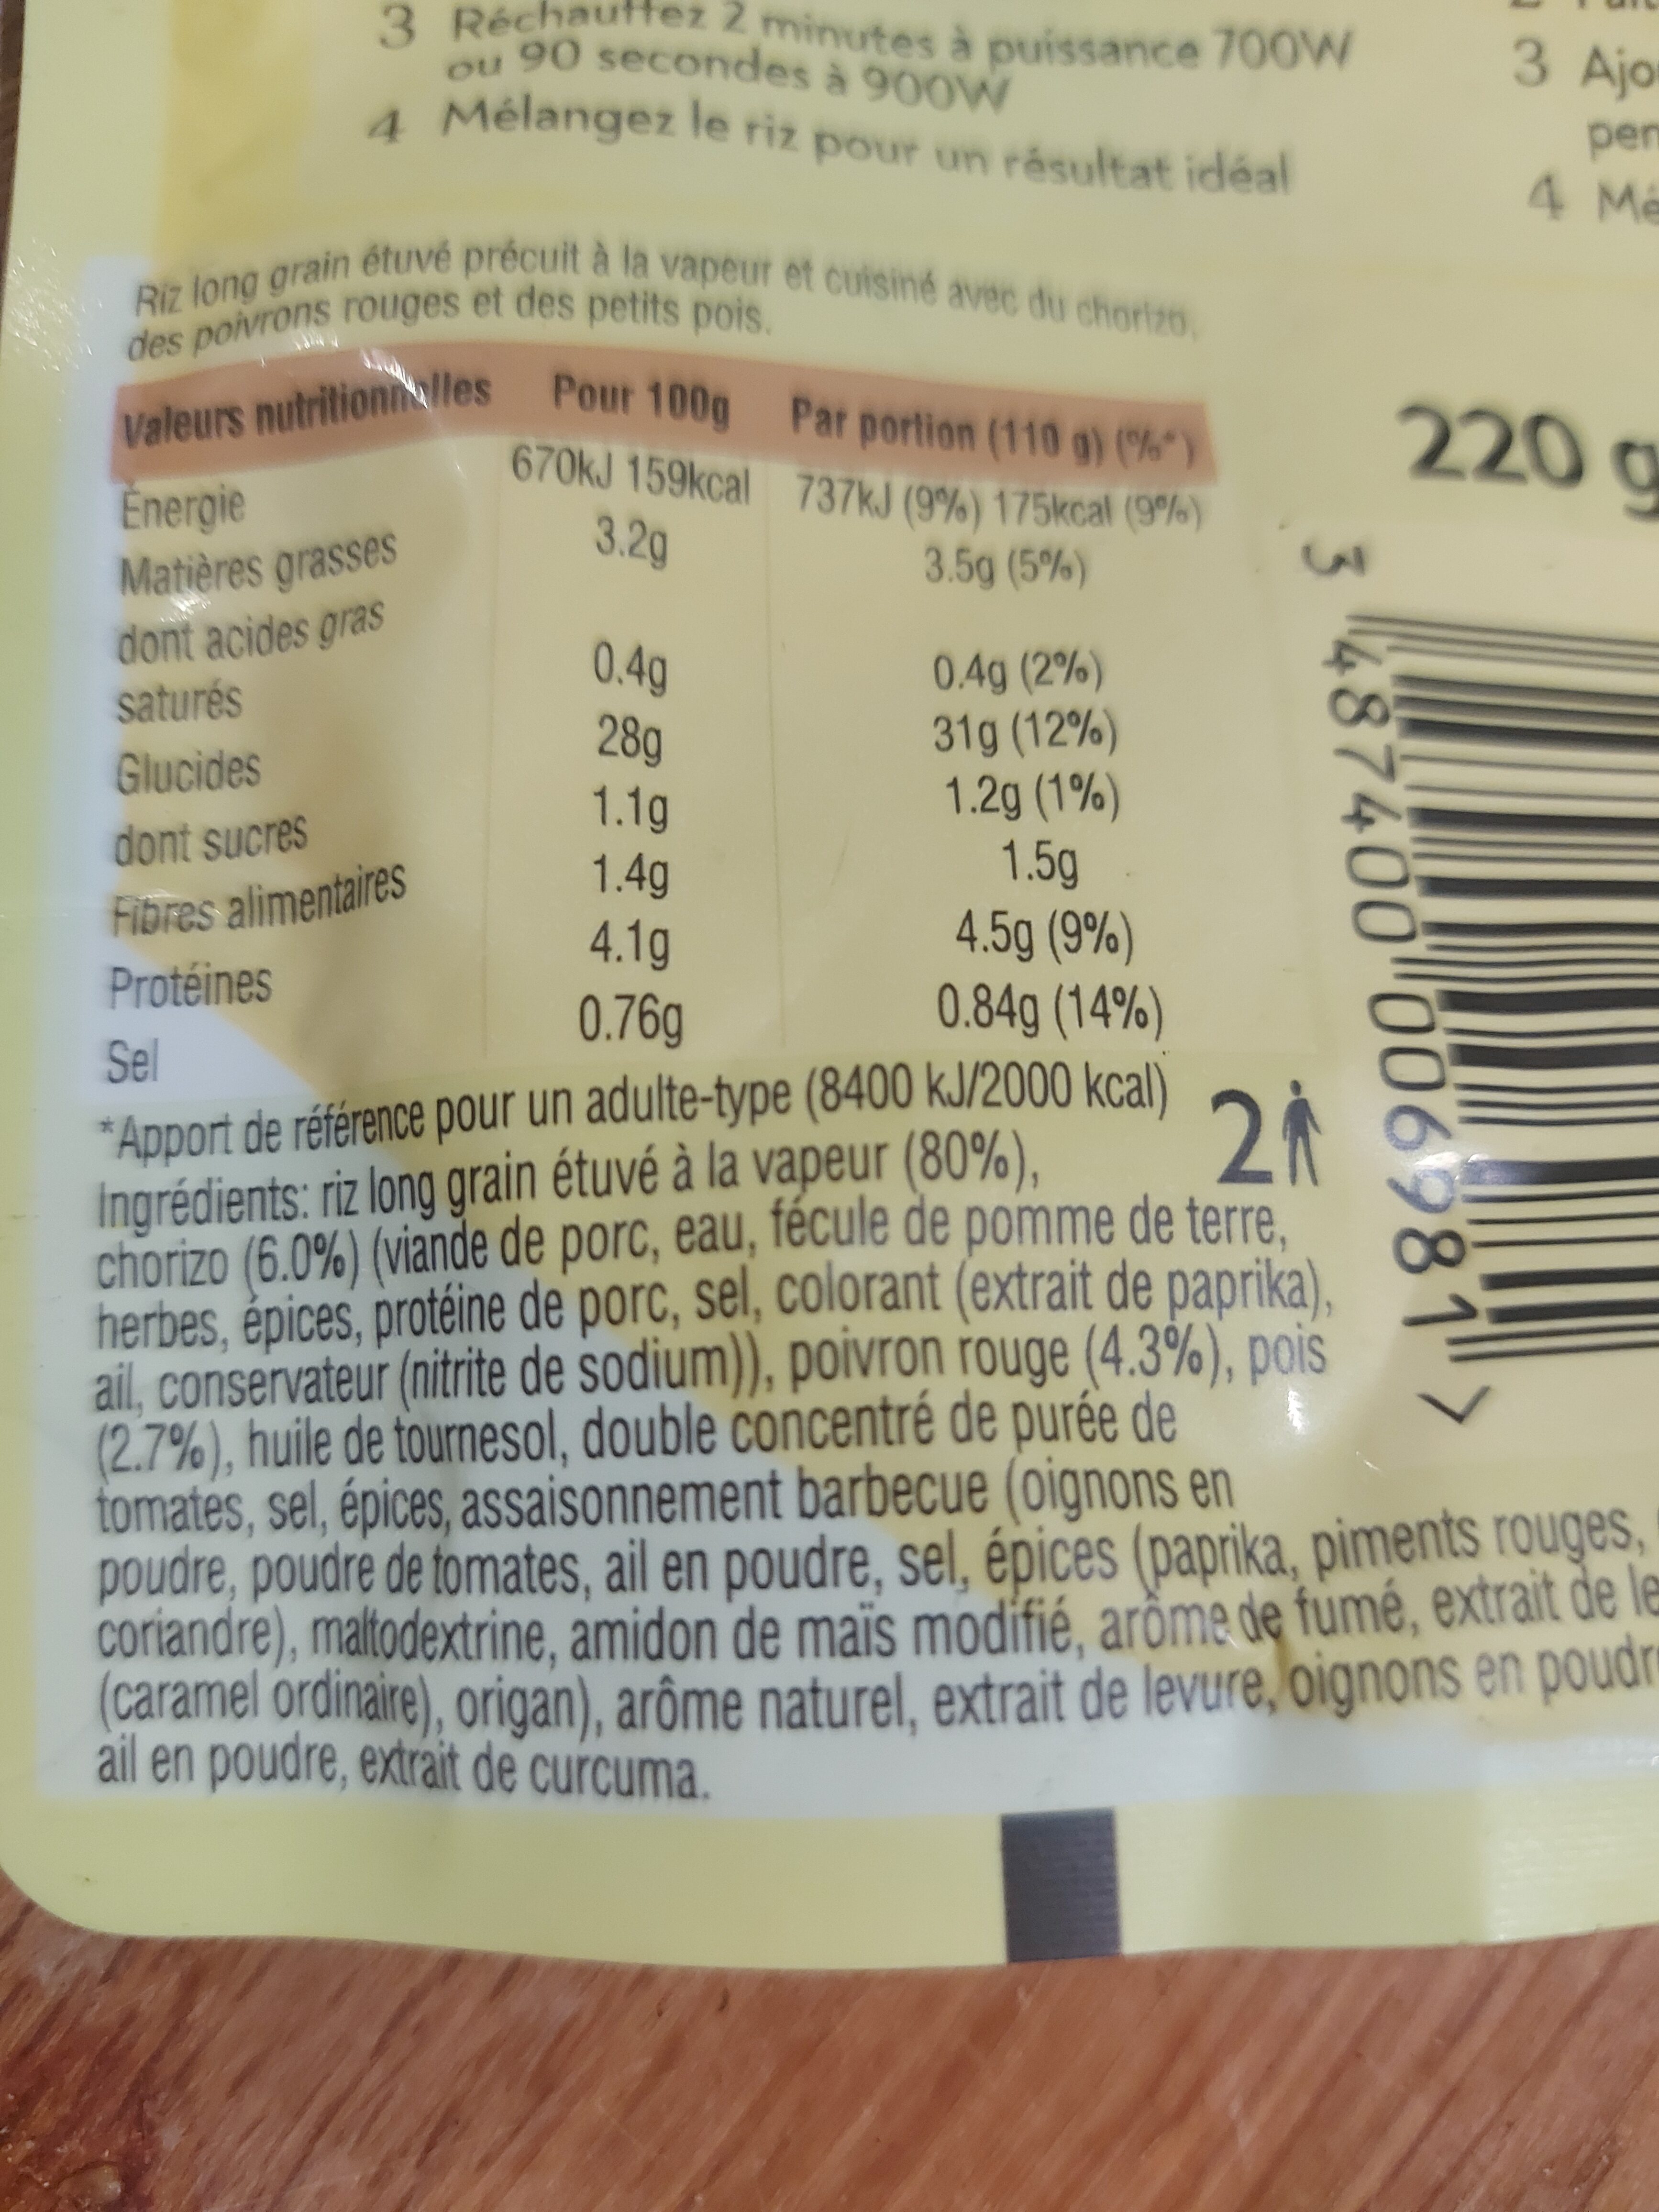 3 Réchauffez 2 minutes à puissance 700W
ou 90 secondes à 900W
4 Mélangez le riz pour un résultat idéal
3 Ajo
pen
4 Mé
Riz long grain étuvé précuit à la vapeur et cuisiné avec du chorizo,
des poivrons rouges et des petits pois.
Valeurs nutritionnelles Pour 100g Par portion (110 g) (%*)
Énergie 670kJ 159kcal 737kJ (9%) 175kcal (9%)
Matières grasses 3.2g 3.5g (5%)
dont acides gras
saturés 0.4g 0.4g (2%)
Glucides 28g 31g (12%)
dont sucres 1.1g 1.2g (1%)
Fibres alimentaires 1.4g 1.5g
Protéines 4.1g 4.5g (9%)
Sel 0.76g 0.84g (14%)
*Apport de référence pour un adulte-type (8400 kJ/2000 kcal)
Ingrédients: riz long grain étuvé à la vapeur (80%),
chorizo (6.0%) (viande de porc, eau, fécule de pomme de terre,
herbes, épices, protéine de porc, sel, colorant (extrait de paprika),
ail, conservateur (nitrite de sodium)), poivron rouge (4.3%), pois
(2.7%), huile de tournesol, double concentré de purée de
tomates, sel, épices, assaisonnement barbecue (oignons en
poudre, poudre de tomates, ail en poudre, sel, épices (paprika, piments rouges,
coriandre), maltodextrine, amidon de maïs modifié, arôme de fumé, extrait de le
(caramel ordinaire), origan), arôme naturel, extrait de levure, oignons en poudr
ail en poudre, extrait de curcuma.
220 g
2
3 487400 006981 >